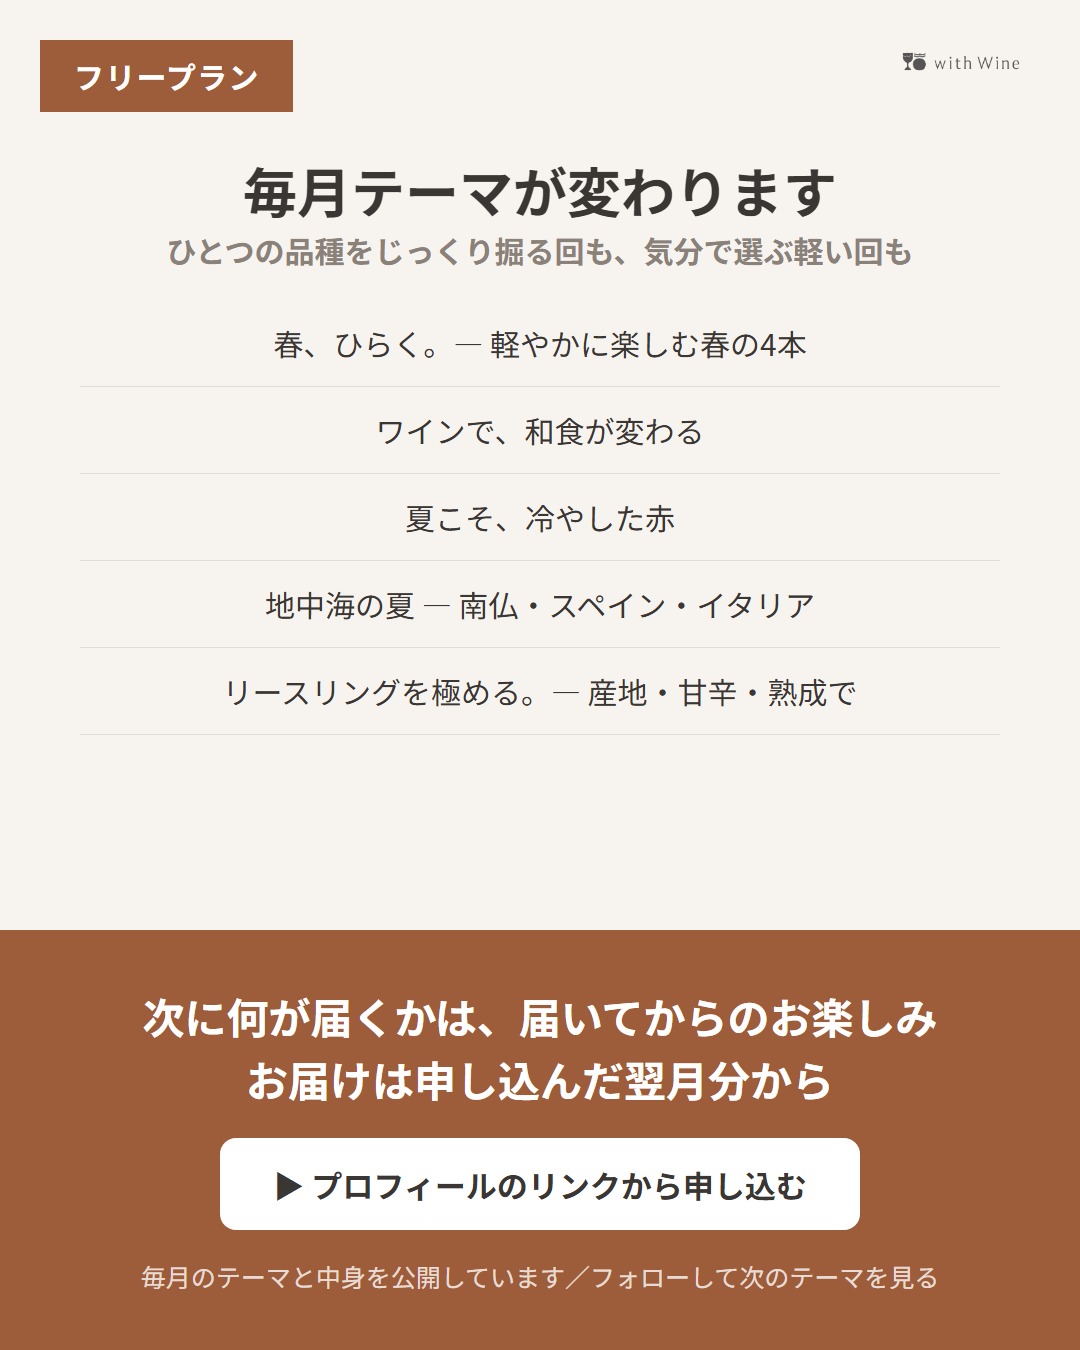 フリープラン
with Wine
毎月テーマが変わります
ひとつの品種をじっくり掘る回も、気分で選ぶ軽い回も
春、ひらく。— 軽やかに楽しむ春の4本
ワインで、和食が変わる
夏こそ、冷やした赤
地中海の夏 — 南仏・スペイン・イタリア
リースリングを極める。— 産地・甘辛・熟成で
次に何が届くかは、届いてからのお楽しみ
お届けは申し込んだ翌月分から
▶ プロフィールのリンクから申し込む
毎月のテーマと中身を公開しています／フォローして次のテーマを見る